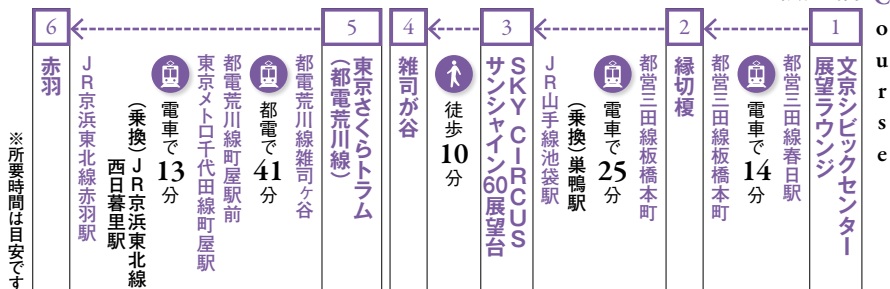 Course
1
文京シビックセンター
展望ラウンジ
都営三田線春日駅
電車で14分
都営三田線板橋本町
2
縁切榎
都営三田線板橋本町
電車で25分
(乗換)巣鴨駅
JR山手線池袋駅
3
SKY CIRCUS
サンシャイン60展望台
徒歩10分
4
雑司が谷
5
東京さくらトラム
(都電荒川線)
都電荒川線雑司ヶ谷
都電で41分
都電荒川線町屋駅前
東京メトロ千代田線町屋駅
電車で13分
(乗換)JR京浜東北線
西日暮里駅
JR京浜東北線赤羽駅
6
赤羽
※所要時間は目安です